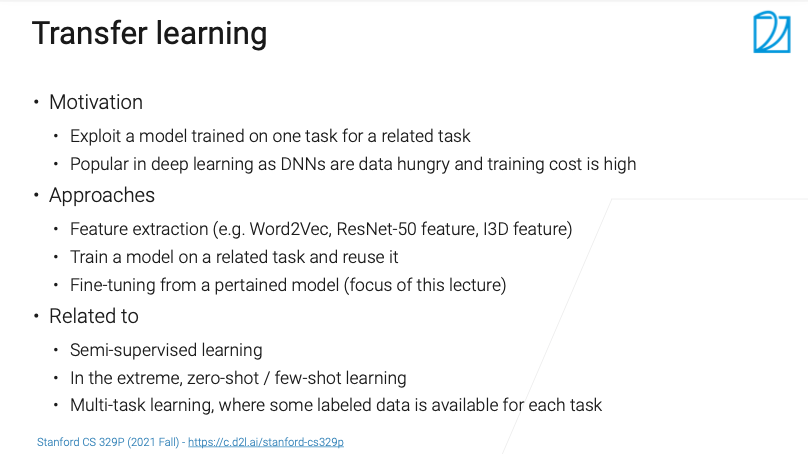 Transfer learning
• Motivation
• Exploit a model trained on one task for a related task
• Popular in deep learning as DNNs are data hungry and training cost is high
• Approaches
• Feature extraction (e.g. Word2Vec, ResNet-50 feature, I3D feature)
• Train a model on a related task and reuse it
• Fine-tuning from a pertained model (focus of this lecture)
• Related to
• Semi-supervised learning
• In the extreme, zero-shot / few-shot learning
• Multi-task learning, where some labeled data is available for each task
Stanford CS 329P (2021 Fall) - https://c.d2l.ai/stanford-cs329p